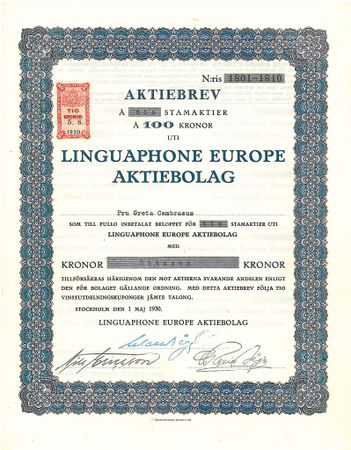 N:ris 1801-1810
AKTIEBREV
Å tio STAMAKTIER
À 100 KRONOR
UTI
LINGUAPHONE EUROPE
AKTIEBOLAG
TIO
KRONOR
5. 8.
1930
Fru Greta Cembraeus
SOM TILL FULLO INBETALAT BELOPPET FÖR tio STAMAKTIER UTI
LINGUAPHONE EUROPE AKTIEBOLAG
MED
KRONOR Ettusen KRONOR
TILLFÖRSÄKRAS HÄRIGENOM DEN MOT AKTIERNA SVARANDE ANDELEN ENLIGT
DEN FÖR BOLAGET GÄLLANDE ORDNING. MED DETTA AKTIEBREV FÖLJA TIO
VINSTUTDELNINGSKUPONGER JÄMTE TALONG.
STOCKHOLM DEN 1 MAJ 1930.
LINGUAPHONE EUROPE AKTIEBOLAG